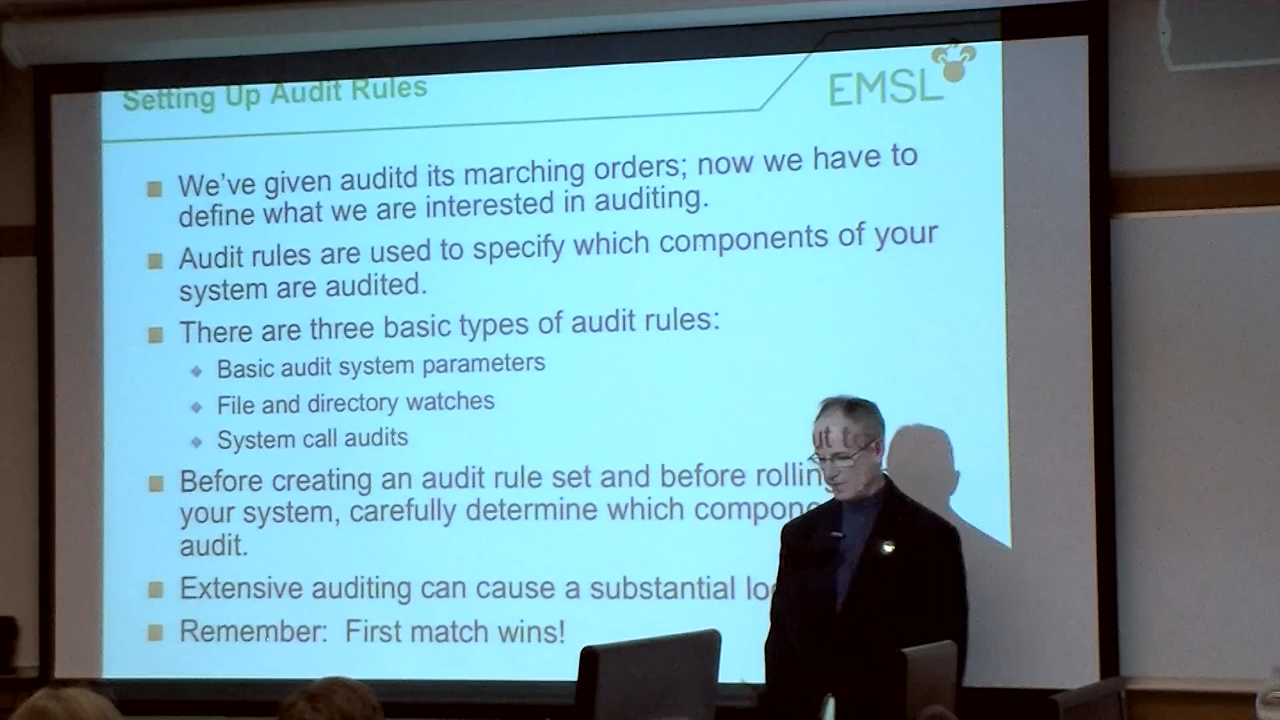 Setting Up Audit Rules
EMSL
We've given auditd its marching orders; now we have to
define what we are interested in auditing.
Audit rules are used to specify which components of your
system are audited.
There are three basic types of audit rules:
Basic audit system parameters
File and directory watches
System call audits
Before creating an audit rule set and before
your system, carefully determine which
audit.
Extensive auditing can cause a substantial
Remember: First match wins!